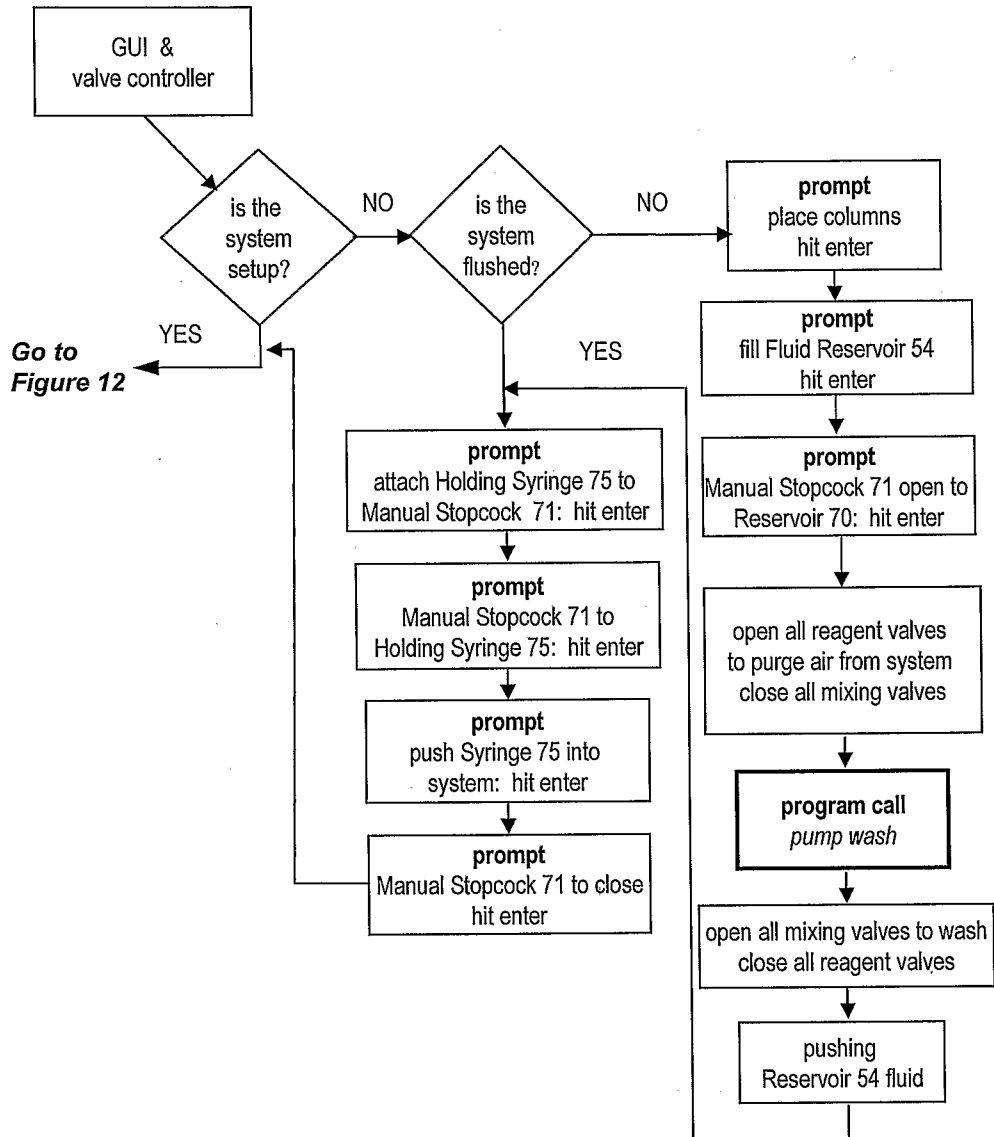 GUI &
valve controller
is the
system
setup?
NO
is the
system
flushed?
NO
prompt
place columns
hit enter
YES
Go to
Figure 12
YES
prompt
fill Fluid Reservoir 54
hit enter
prompt
attach Holding Syringe 75 to
Manual Stopcock 71: hit enter
prompt
Manual Stopcock 71 open to
Reservoir 70: hit enter
prompt
Manual Stopcock 71 to
Holding Syringe 75: hit enter
open all reagent valves
to purge air from system
close all mixing valves
prompt
push Syringe 75 into
system: hit enter
program call
pump wash
prompt
Manual Stopcock 71 to close
hit enter
open all mixing valves to wash
close all reagent valves
pushing
Reservoir 54 fluid